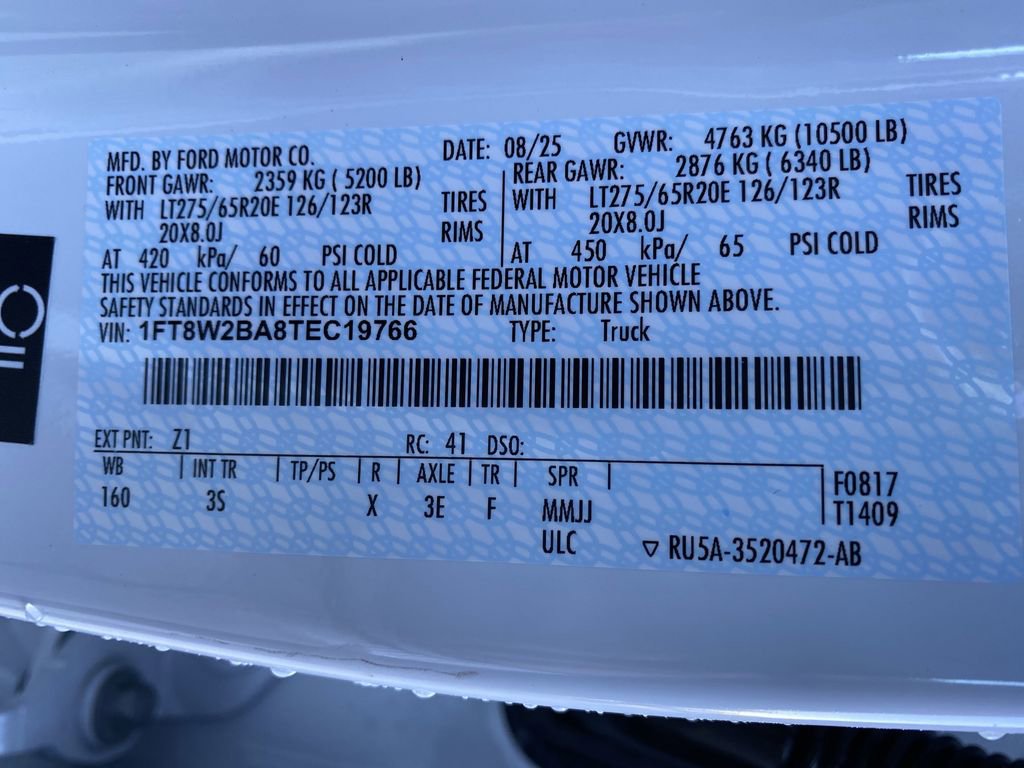 MFD. BY FORD MOTOR CO. DATE: 08/25 GVWR: 4763 KG (10500 LB)
FRONT GAWR: 2359 KG ( 5200 LB) REAR GAWR: 2876 KG ( 6340 LB)
WITH LT275/65R20E 126/123R TIRES WITH LT275/65R20E 126/123R TIRES
20X8.0J RIMS 20X8.0J RIMS
AT 420 kPa/ 60 PSI COLD AT 450 kPa/ 65 PSI COLD
THIS VEHICLE CONFORMS TO ALL APPLICABLE FEDERAL MOTOR VEHICLE
SAFETY STANDARDS IN EFFECT ON THE DATE OF MANUFACTURE SHOWN ABOVE.
VIN: 1FT8W2BA8TEC19766 TYPE: Truck
EXT PNT: Z1 RC: 41 DSO:
WB INT TR TP/PS R AXLE TR SPR F0817
160 3S X 3E F MMJJ T1409
ULC ▽ RU5A-3520472-AB